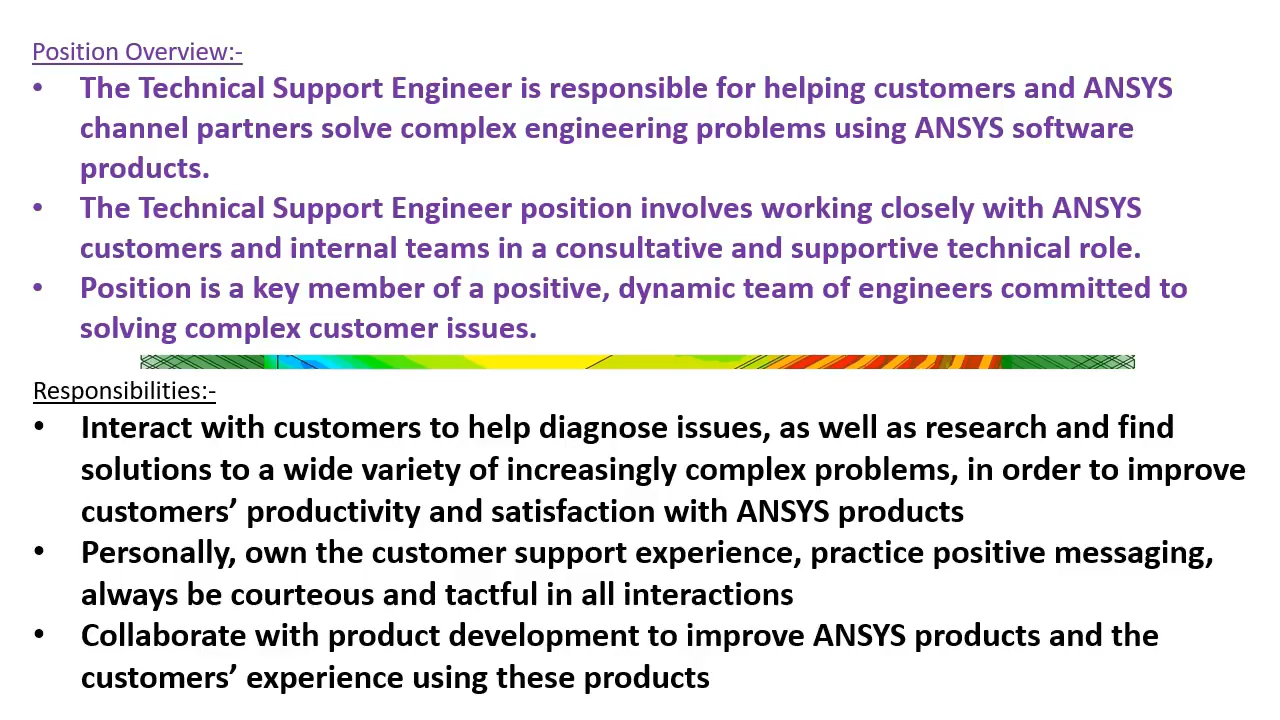 Position Overview:-
• The Technical Support Engineer is responsible for helping customers and ANSYS
channel partners solve complex engineering problems using ANSYS software
products.
• The Technical Support Engineer position involves working closely with ANSYS
customers and internal teams in a consultative and supportive technical role.
• Position is a key member of a positive, dynamic team of engineers committed to
solving complex customer issues.
Responsibilities:-
• Interact with customers to help diagnose issues, as well as research and find
solutions to a wide variety of increasingly complex problems, in order to improve
customers’ productivity and satisfaction with ANSYS products
• Personally, own the customer support experience, practice positive messaging,
always be courteous and tactful in all interactions
• Collaborate with product development to improve ANSYS products and the
customers’ experience using these products